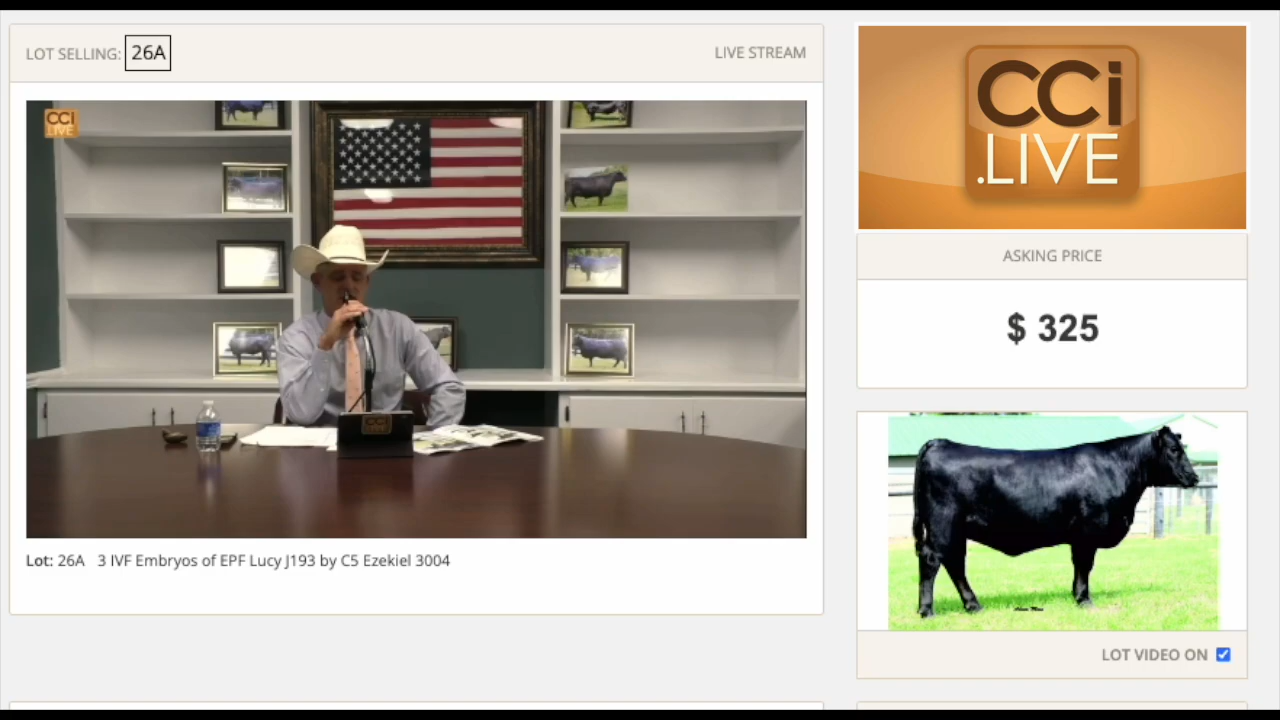 LOT SELLING: 26A
LIVE STREAM
CCi
LIVE
CCI
Lot: 26A 3 IVF Embryos of EPF Lucy J193 by C5 Ezekiel 3004
CCi
.LIVE
ASKING PRICE
$ 325
LOT VIDEO ON